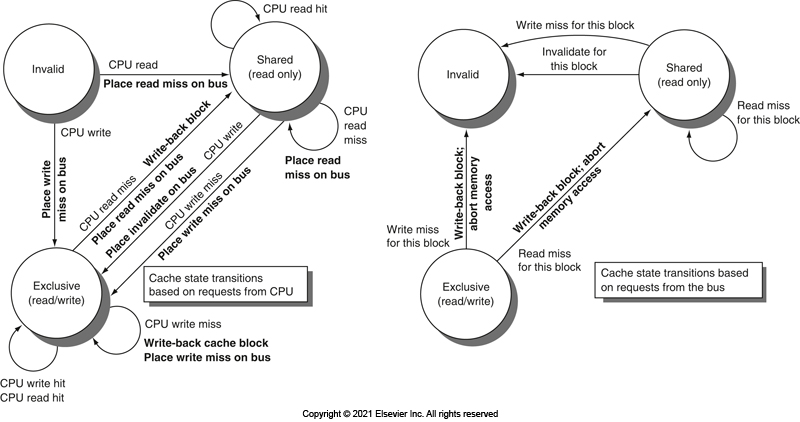 CPU read hit
Invalid
CPU read
Place read miss on bus
Shared
(read only)
CPU
read
miss
Place read
miss on bus
CPU write
Place write
miss on bus
CPU read miss
Write-back block
Place read miss on bus
Place invalidate on bus
CPU write
CPU write miss
Place write miss on bus
Exclusive
(read/write)
Cache state transitions
based on requests from CPU
CPU write miss
Write-back cache block
Place write miss on bus
CPU write hit
CPU read hit
Write miss for this block
Invalidate for
this block
Invalid
Shared
(read only)
Read miss
for this block
Write-back block;
abort memory
access
Write-back block; abort
memory access
Write miss
for this block
Read miss
for this block
Exclusive
(read/write)
Cache state transitions based
on requests from the bus
Copyright © 2021 Elsevier Inc. All rights reserved